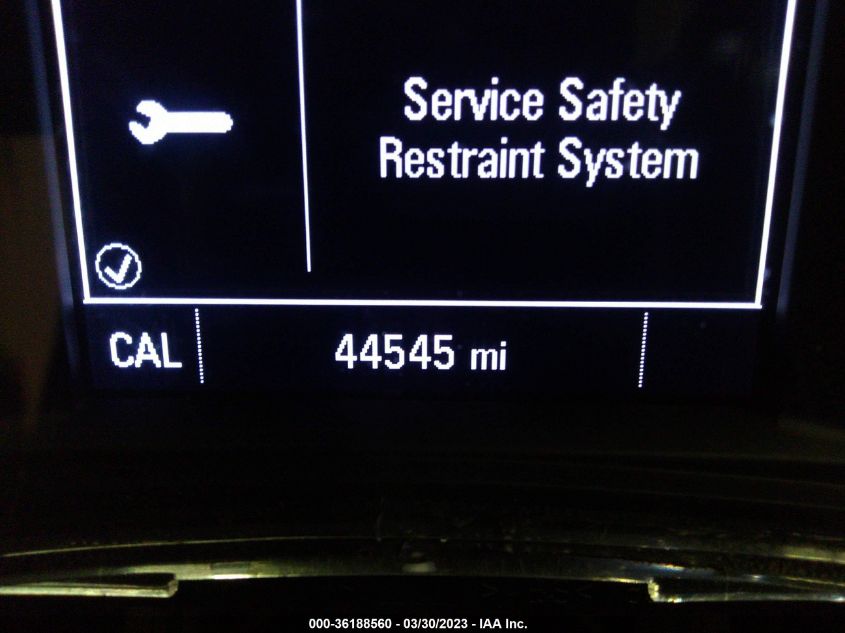 Service Safety
Restraint System
CAL 44545 mi
000-36188560 - 03/30/2023 - IAA Inc.